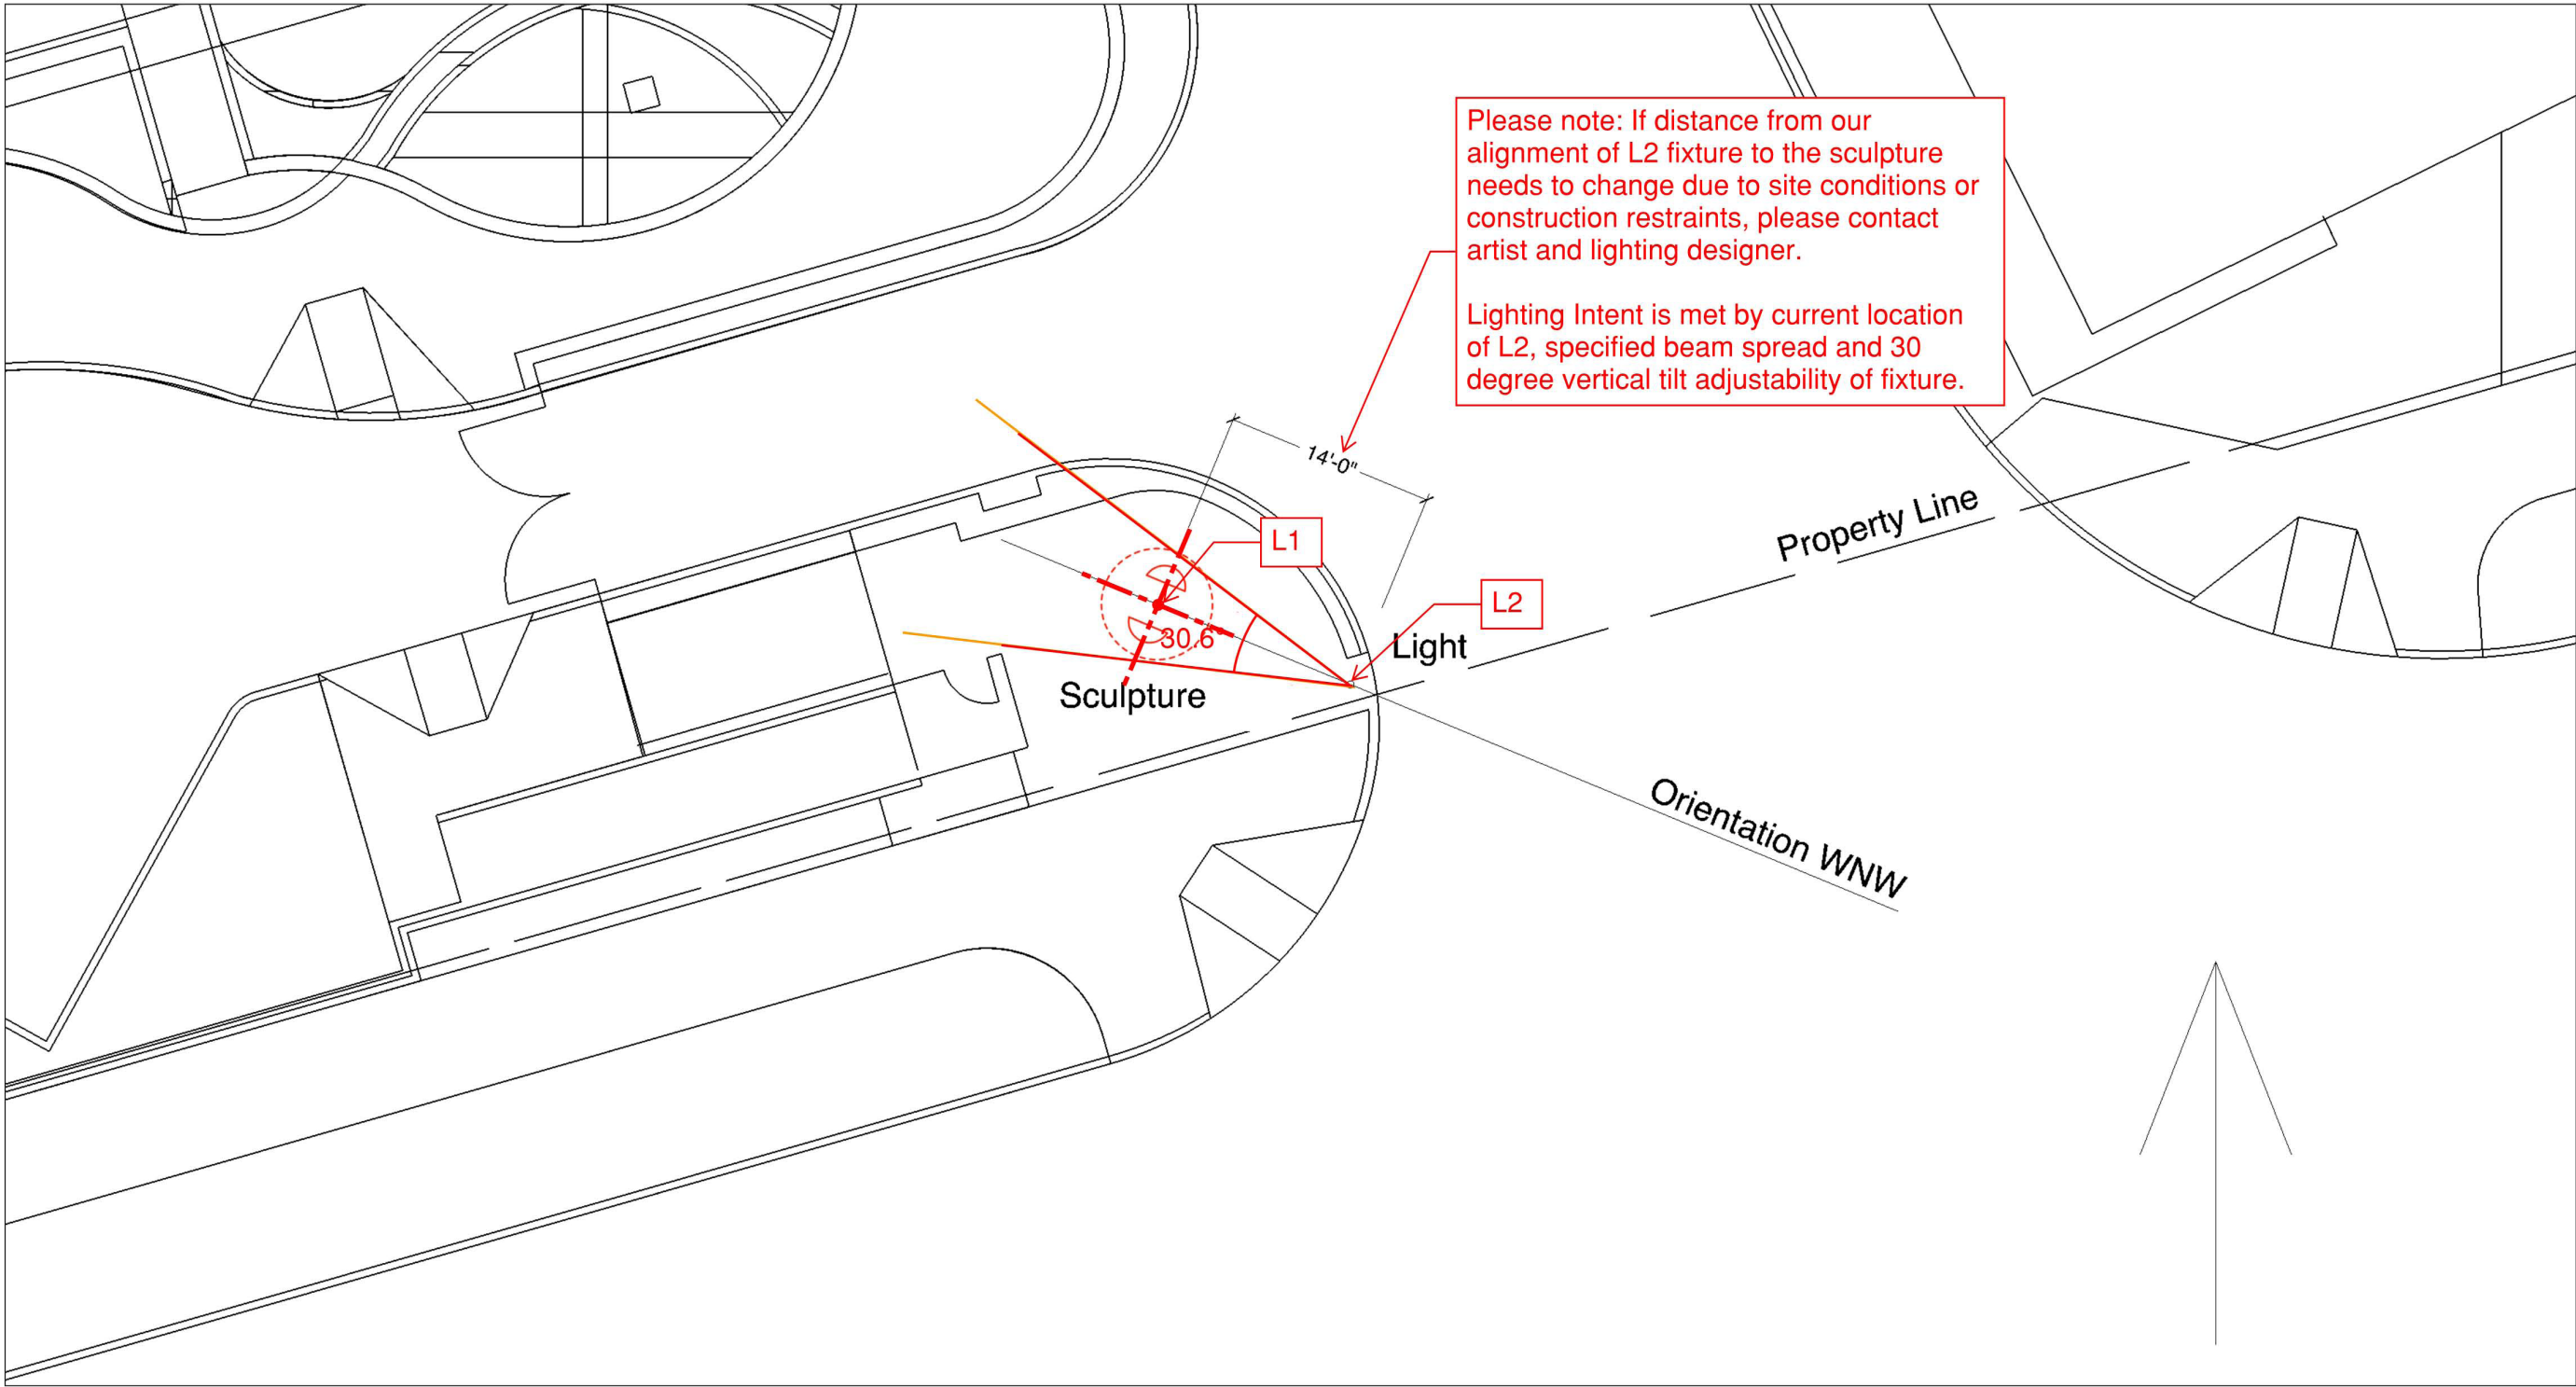 Please note: If distance from our
alignment of L2 fixture to the sculpture
needs to change due to site conditions or
construction restraints, please contact
artist and lighting designer.
Lighting Intent is met by current location
of L2, specified beam spread and 30
degree vertical tilt adjustability of fixture.
14'-0"
Property Line
L1
L2
30.6°
Light
Sculpture
Orientation WNW